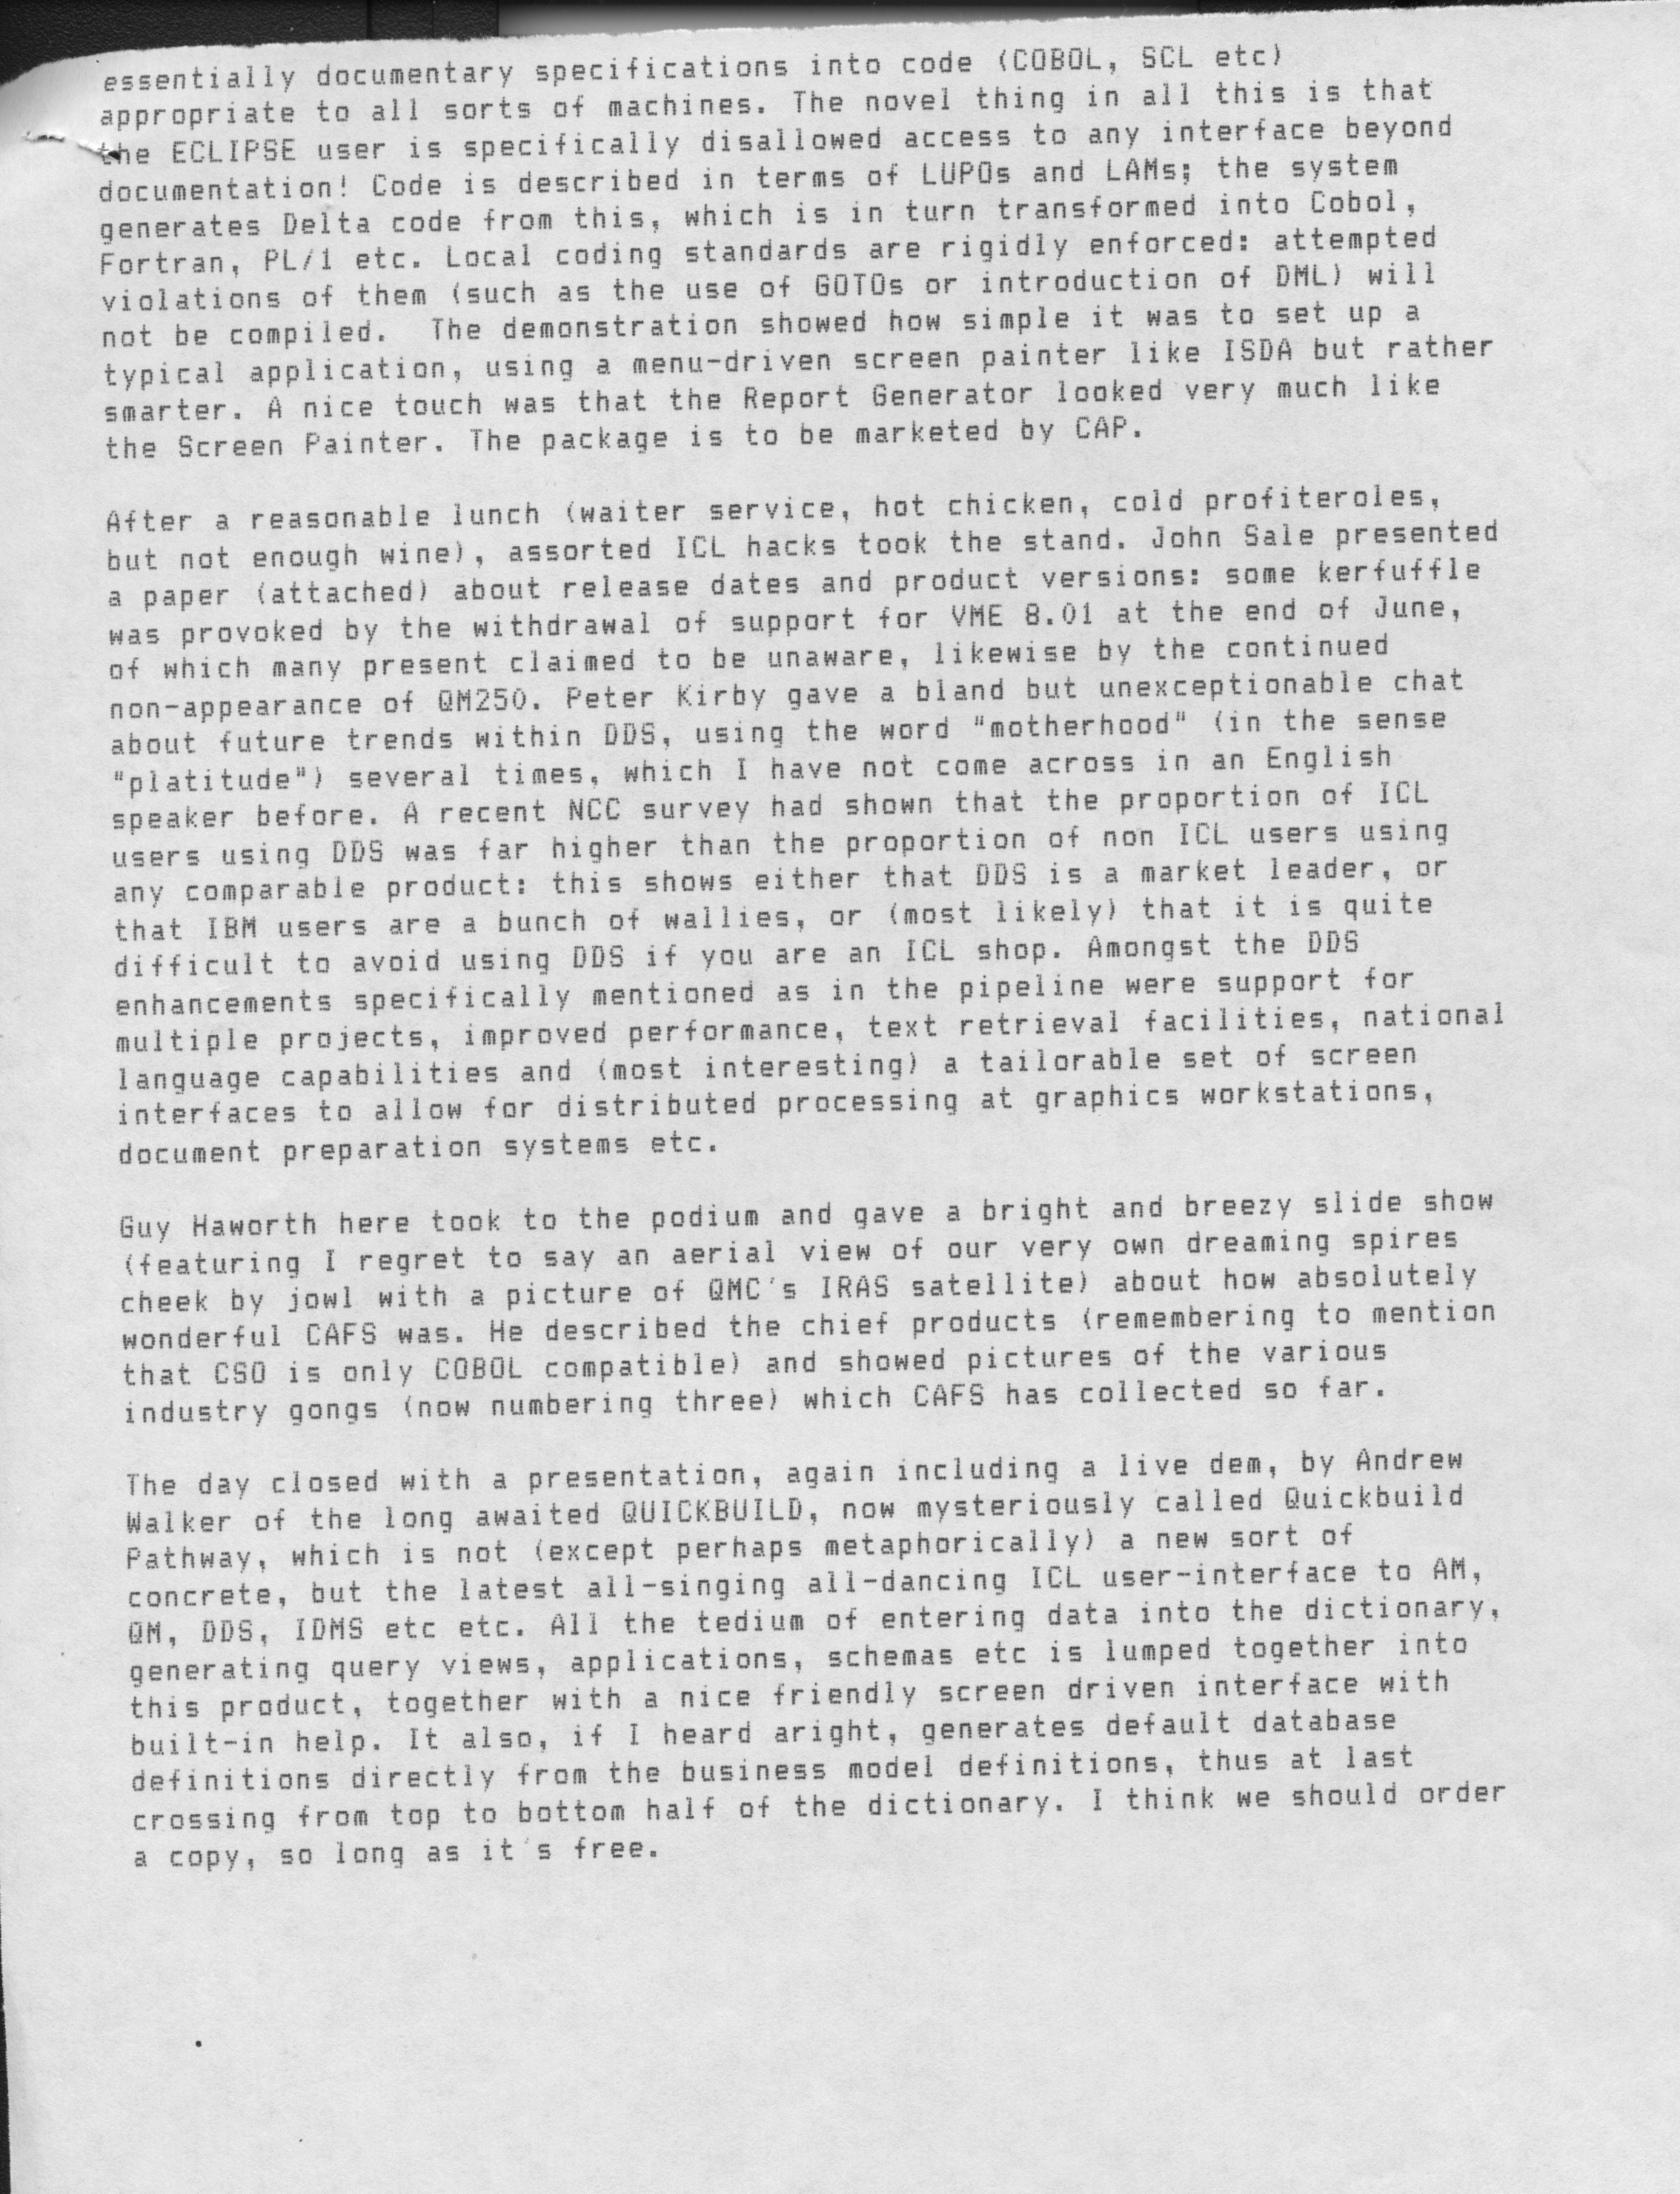 essentially documentary specifications into code (COBOL, SCL etc)
appropriate to all sorts of machines. The novel thing in all this is that
the ECLIPSE user is specifically disallowed access to any interface beyond
documentation! Code is described in terms of LUPOs and LAMs; the system
generates Delta code from this, which is in turn transformed into Cobol,
Fortran, PL/1 etc. Local coding standards are rigidly enforced: attempted
violations of them (such as the use of GOTOs or introduction of DML) will
not be compiled.  The demonstration showed how simple it was to set up a
typical application, using a menu-driven screen painter like ISDA but rather
smarter. A nice touch was that the Report Generator looked very much like
the Screen Painter. The package is to be marketed by CAP.

After a reasonable lunch (waiter service, hot chicken, cold profiteroles,
but not enough wine), assorted ICL hacks took the stand. John Sale presented
a paper (attached) about release dates and product versions: some kerfuffle
was provoked by the withdrawal of support for VME 8.01 at the end of June,
of which many present claimed to be unaware, likewise by the continued
non-appearance of QM250. Peter Kirby gave a bland but unexceptionable chat
about future trends within DDS, using the word "motherhood" (in the sense
"platitude") several times, which I have not come across in an English
speaker before. A recent NCC survey had shown that the proportion of ICL
users using DDS was far higher than the proportion of non ICL users using
any comparable product: this shows either that DDS is a market leader, or
that IBM users are a bunch of wallies, or (most likely) that it is quite
difficult to avoid using DDS if you are an ICL shop. Amongst the DDS
enhancements specifically mentioned as in the pipeline were support for
multiple projects, improved performance, text retrieval facilities, national
language capabilities and (most interesting) a tailorable set of screen
interfaces to allow for distributed processing at graphics workstations,
document preparation systems etc.

Guy Haworth here took to the podium and gave a bright and breezy slide show
(featuring I regret to say an aerial view of our very own dreaming spires
cheek by jowl with a picture of QMC's IRAS satellite) about how absolutely
wonderful CAFS was. He described the chief products (remembering to mention
that CSO is only COBOL compatible) and showed pictures of the various
industry gongs (now numbering three) which CAFS has collected so far.

The day closed with a presentation, again including a live dem, by Andrew
Walker of the long awaited QUICKBUILD, now mysteriously called Quickbuild
Pathway, which is not (except perhaps metaphorically) a new sort of
concrete, but the latest all-singing all-dancing ICL user-interface to AM,
QM, DDS, IDMS etc etc. All the tedium of entering data into the dictionary,
generating query views, applications, schemas etc is lumped together into
this product, together with a nice friendly screen driven interface with
built-in help. It also, if I heard aright, generates default database
definitions directly from the business model definitions, thus at last
crossing from top to bottom half of the dictionary. I think we should order
a copy, so long as it's free.